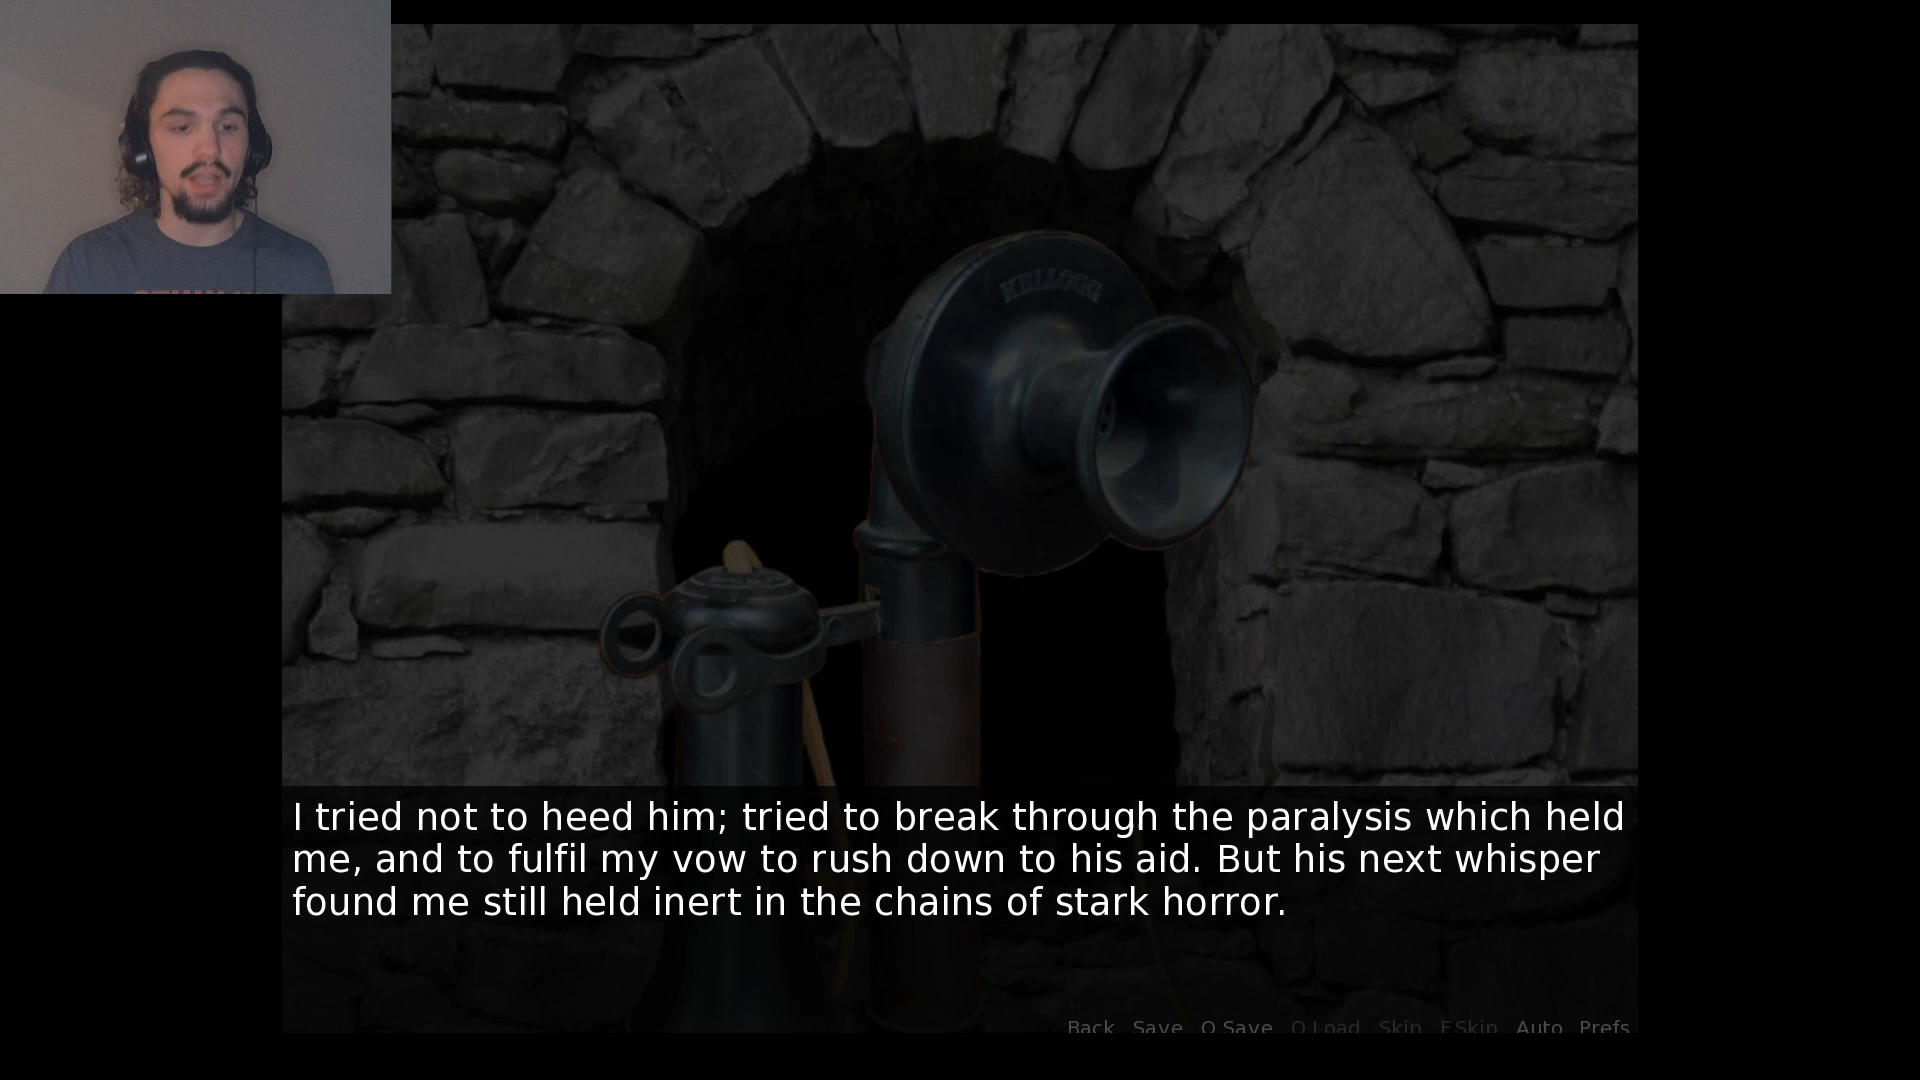 KELLOGG
I tried not to heed him; tried to break through the paralysis which held
me, and to fulfil my vow to rush down to his aid. But his next whisper
found me still held inert in the chains of stark horror.
Back Save Q.Save Q.Load Skip F.Skip Auto Prefs